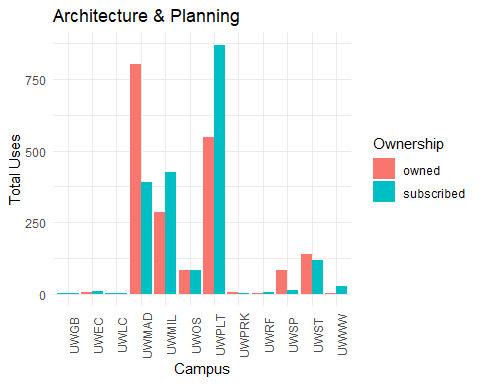 Architecture & Planning
Total Uses
750
500
250
0
UWGB
UWEC
UWLC
UWMAD
UWMIL
UWOS
UWPLT
UWPRK
UWRF
UWSP
UWST
UWWW
Campus
Ownership
owned
subscribed